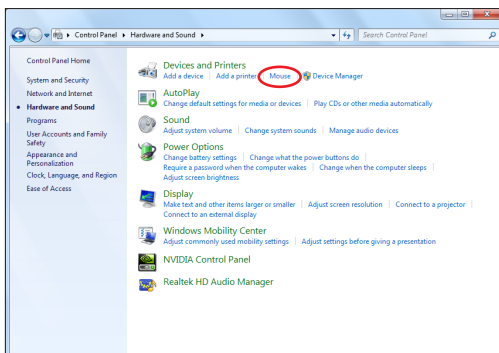 Control Panel Hardware and Sound Search Control Panel
Control Panel Home
System and Security
Network and Internet
Hardware and Sound
Programs
User Accounts and Family
Safety
Appearance and
Personalization
Clock, Language, and Region
Ease of Access
Devices and Printers
Add a device Add a printer Mouse Device Manager
AutoPlay
Change default settings for media or devices Play CDs or other media automatically
Sound
Adjust system volume Change system sounds Manage audio devices
Power Options
Change battery settings Change what the power buttons do
Require a password when the computer wakes Change when the computer sleeps
Adjust screen brightness
Display
Make text and other items larger or smaller Adjust screen resolution Connect to a projector
Connect to an external display
Windows Mobility Center
Adjust commonly used mobility settings Adjust settings before giving a presentation
NVIDIA Control Panel
Realtek HD Audio Manager